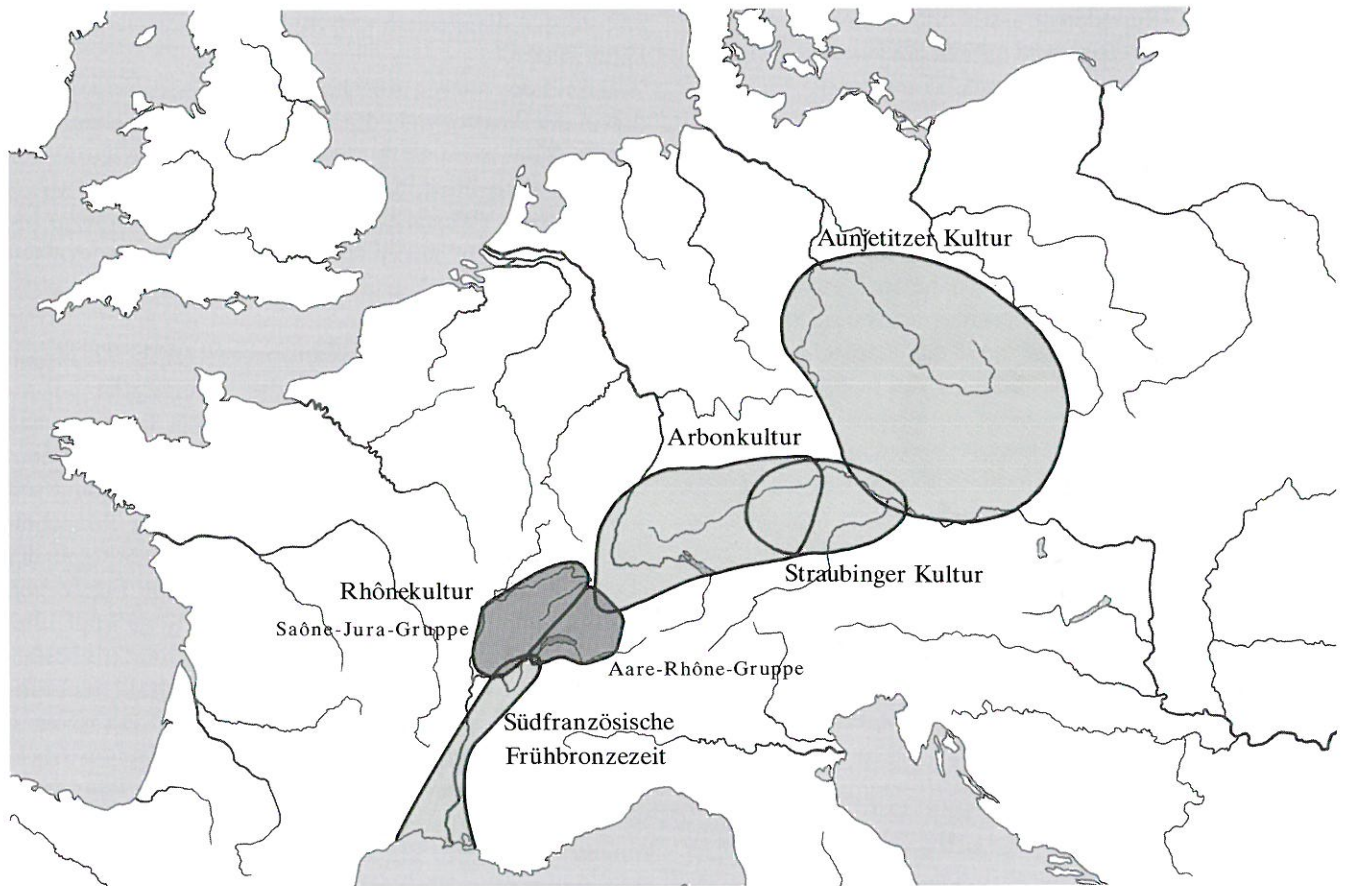 Aunjetitzer Kultur
Arbonkultur
Straubinger Kultur
Rhônekultur
Saône-Jura-Gruppe
Aare-Rhône-Gruppe
Südfranzösische
Frühbronzezeit